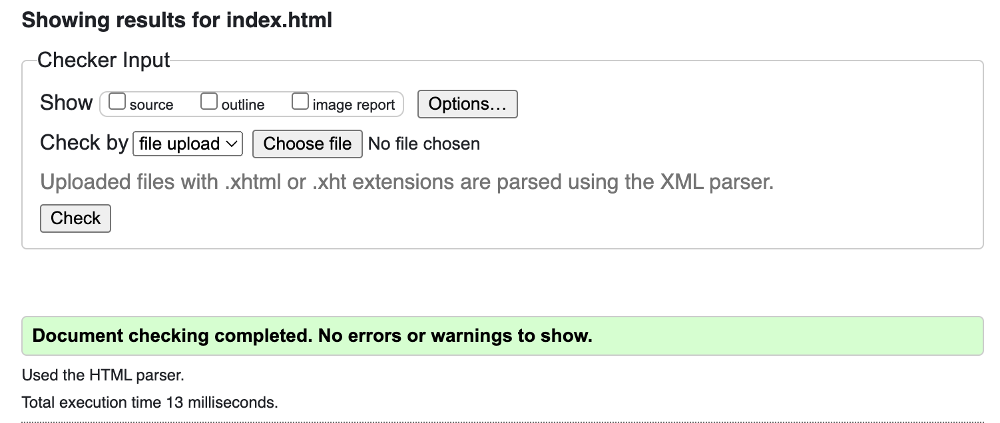 Showing results for index.html
Checker Input
Show source outline image report Options...
Check by file upload Choose file No file chosen
Uploaded files with .xhtml or .xht extensions are parsed using the XML parser.
Check
Document checking completed. No errors or warnings to show.
Used the HTML parser.
Total execution time 13 milliseconds.